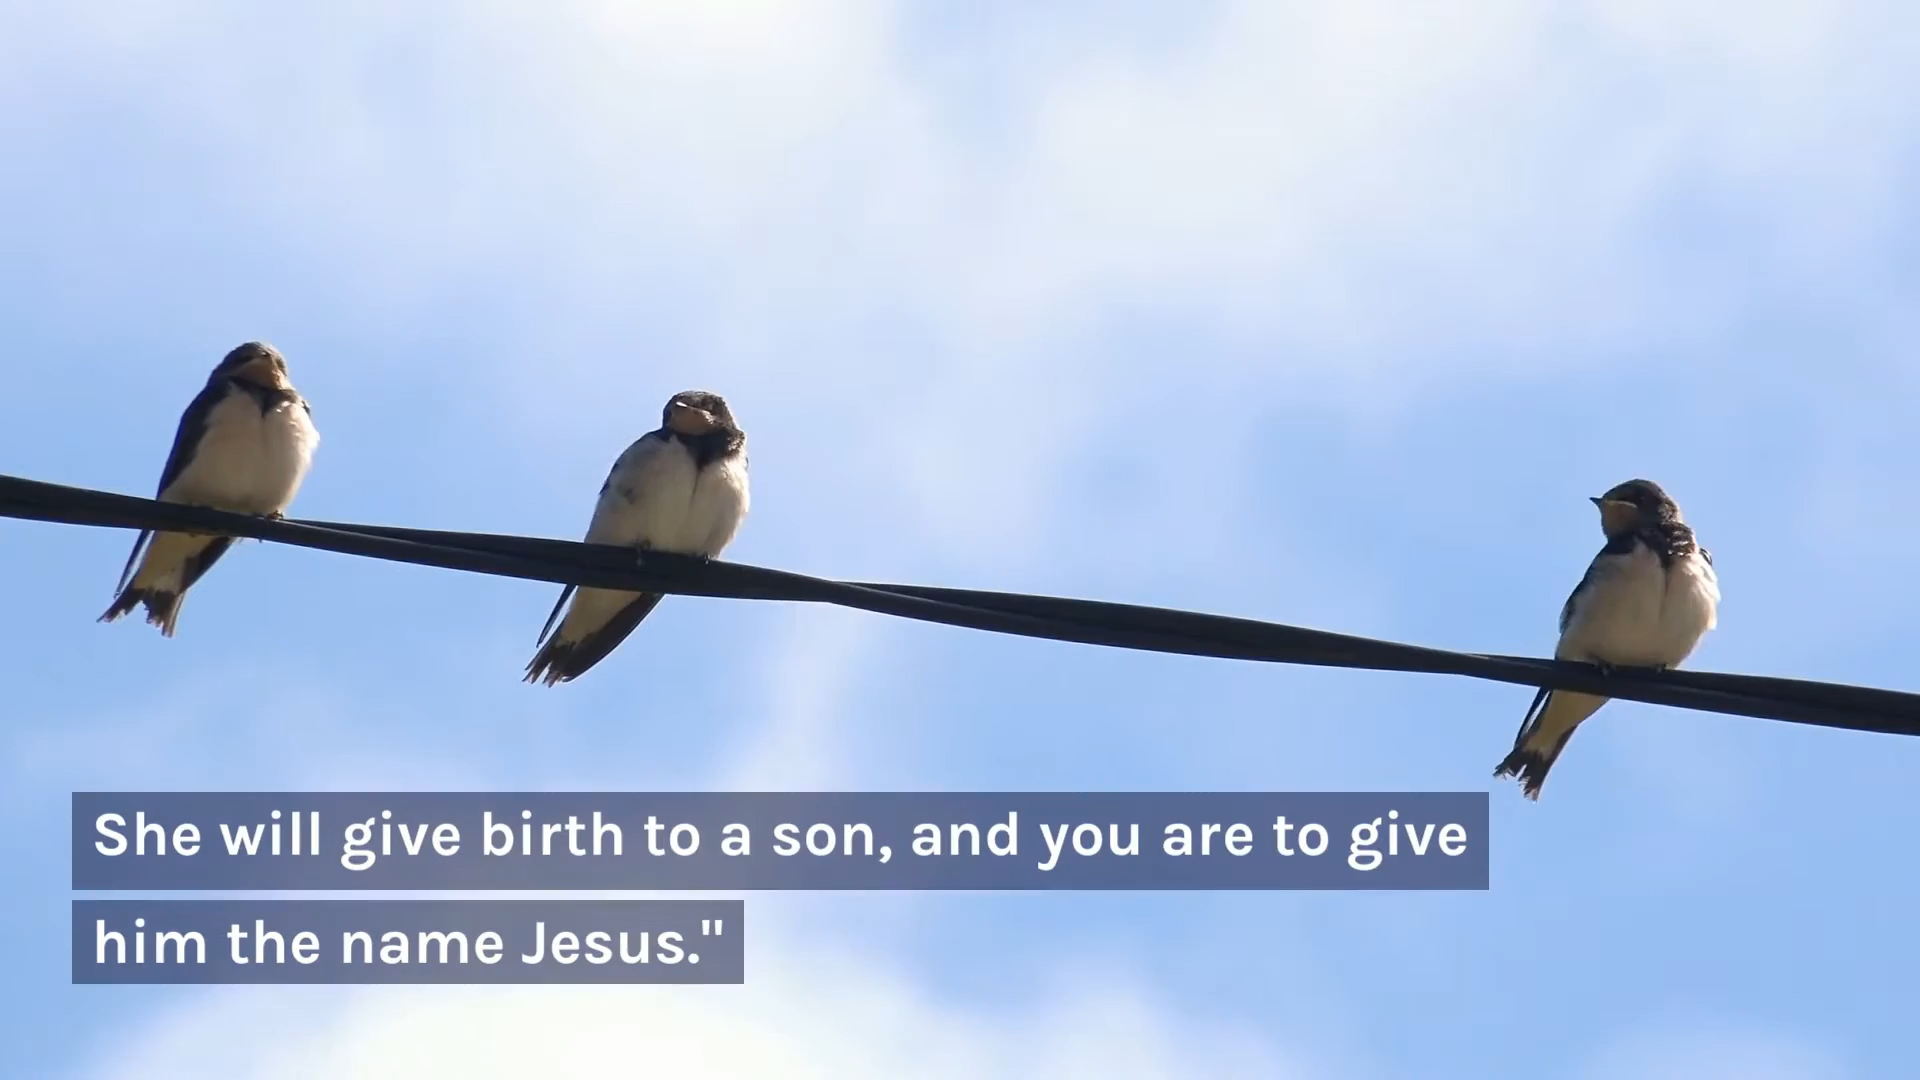 She will give birth to a son, and you are to give
him the name Jesus."